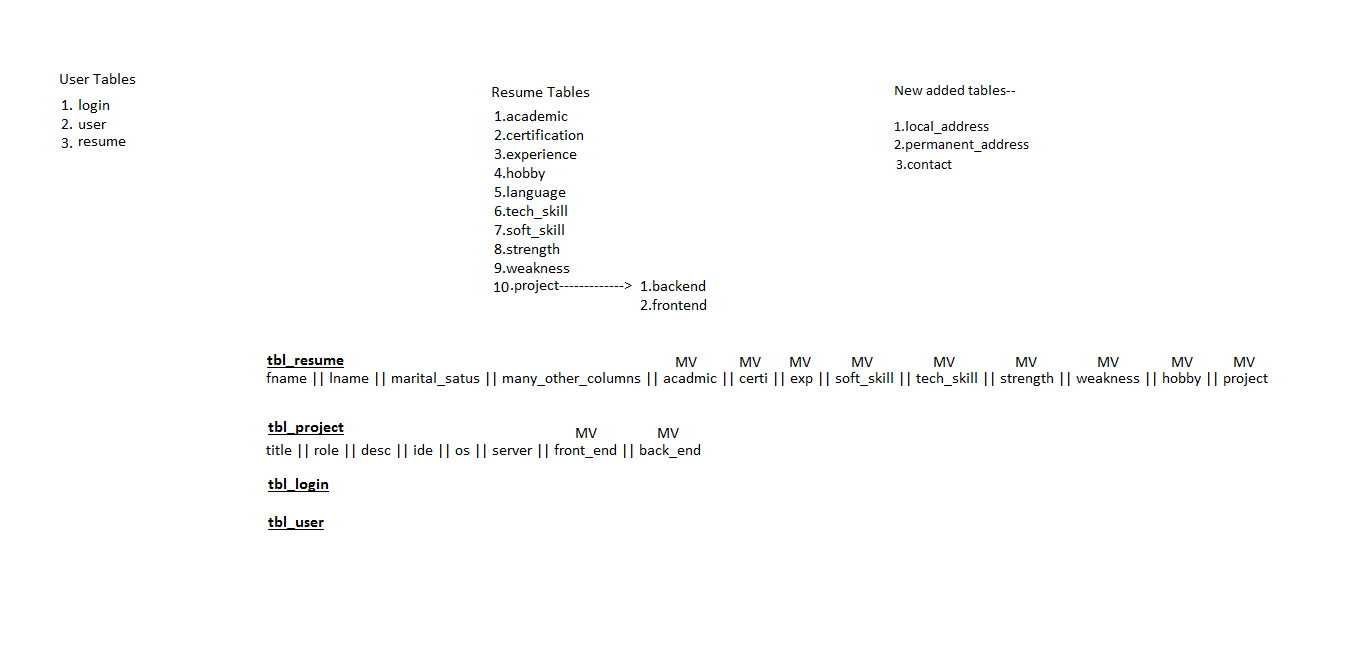 User Tables
1. login
2. user
3. resume
Resume Tables
1.academic
2.certification
3.experience
4.hobby
5.language
6.tech_skill
7.soft_skill
8.strength
9.weakness
10.project-------------> 1.backend
2.frontend
New added tables--
1.local_address
2.permanent_address
3.contact
tbl_resume
MV MV MV MV MV MV MV MV MV
fname || lname || marital_satus || many_other_columns || acadmic || certi || exp || soft_skill || tech_skill || strength || weakness || hobby || project
tbl_project
MV MV
title || role || desc || ide || os || server || front_end || back_end
tbl_login
tbl_user